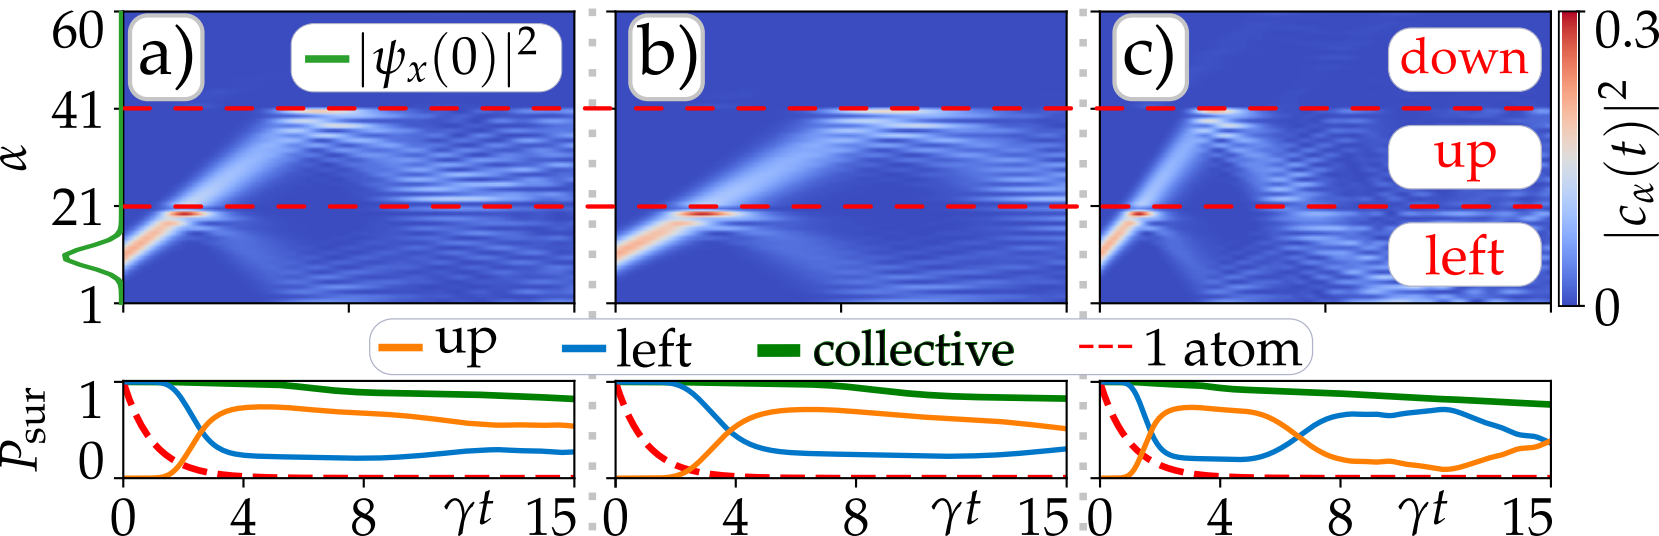 60
41
21
1
α
a)
|ψx(0)|²
b)
c)
down
up
left
0.3
0
|cα(t)|²
up
left
collective
1 atom
Psur
1
0
0 4 8 γt 15
0 4 8 γt 15
0 4 8 γt 15